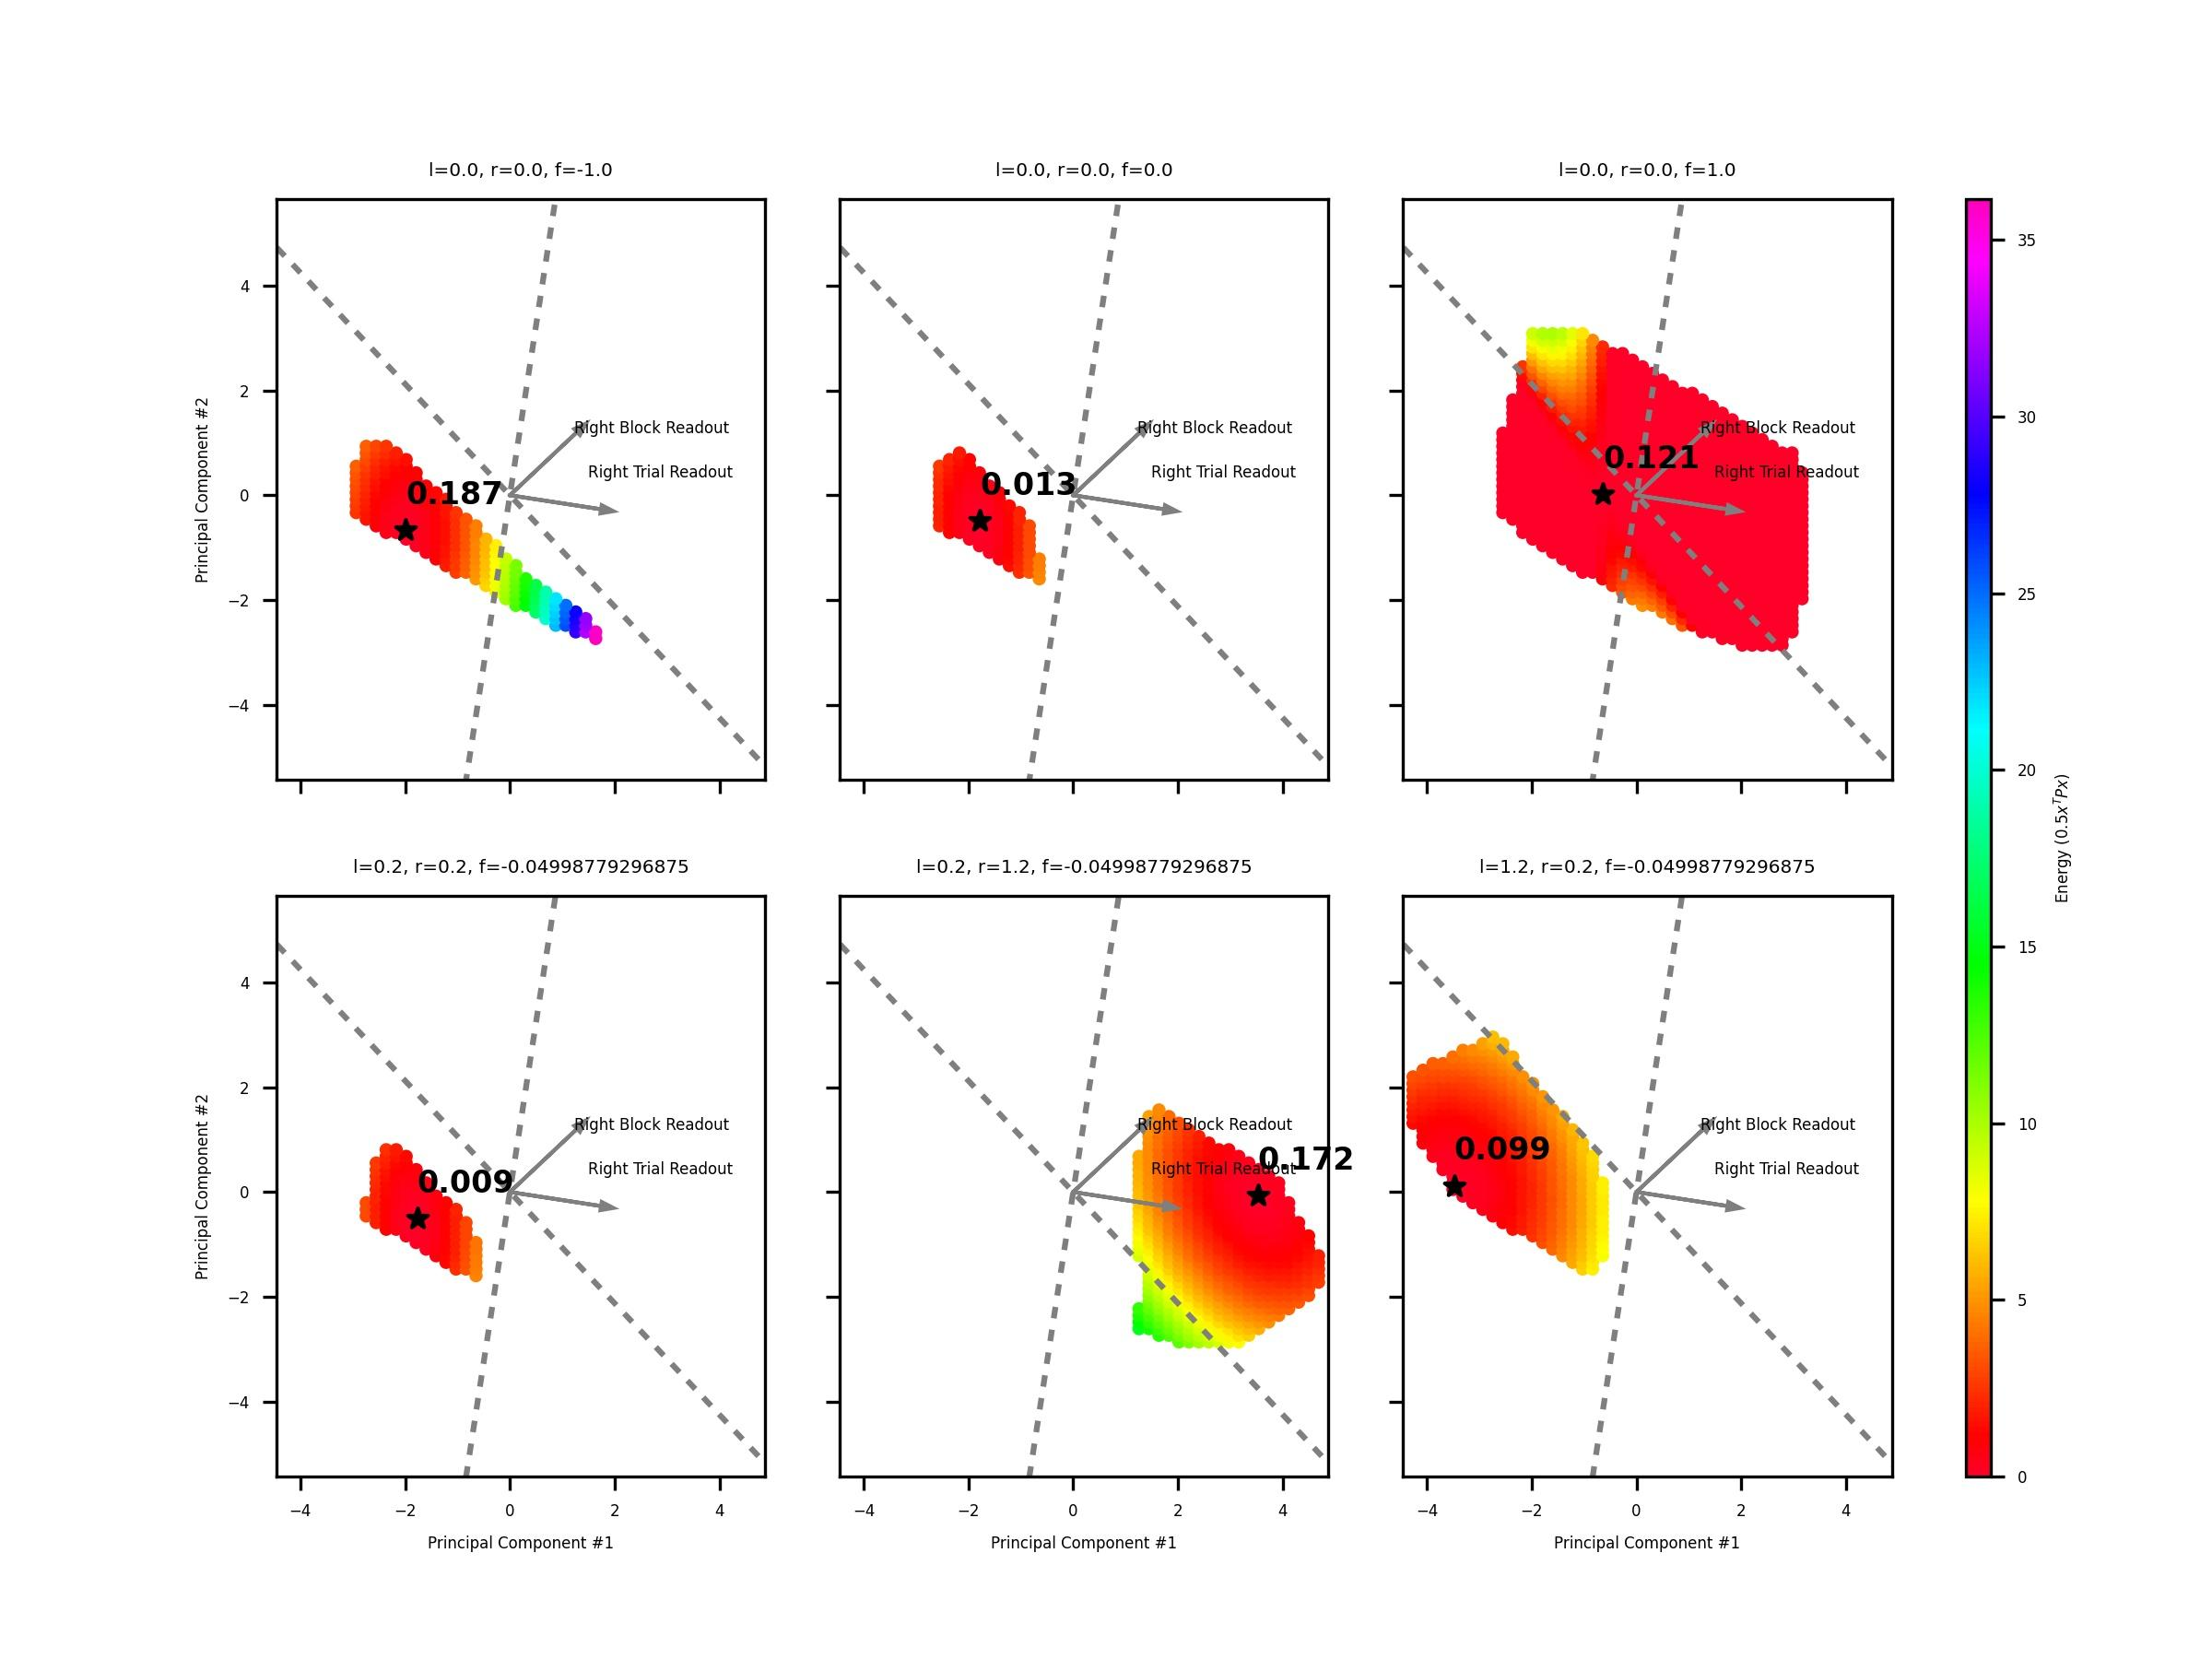 l=0.0, r=0.0, f=-1.0
l=0.0, r=0.0, f=0.0
l=0.0, r=0.0, f=1.0
Principal Component #2
4
2
0
−2
−4
Right Block Readout
Right Trial Readout
0.187
Right Block Readout
Right Trial Readout
0.013
Right Block Readout
Right Trial Readout
0.121
l=0.2, r=0.2, f=-0.04998779296875
l=0.2, r=1.2, f=-0.04998779296875
l=1.2, r=0.2, f=-0.04998779296875
Principal Component #2
4
2
0
−2
−4
Right Block Readout
Right Trial Readout
0.009
Right Block Readout
Right Trial Readout
0.172
Right Block Readout
Right Trial Readout
0.099
−4 −2 0 2 4
−4 −2 0 2 4
−4 −2 0 2 4
Principal Component #1
Principal Component #1
Principal Component #1
35
30
25
20
15
10
5
0
Energy (0.5xᵀPx)